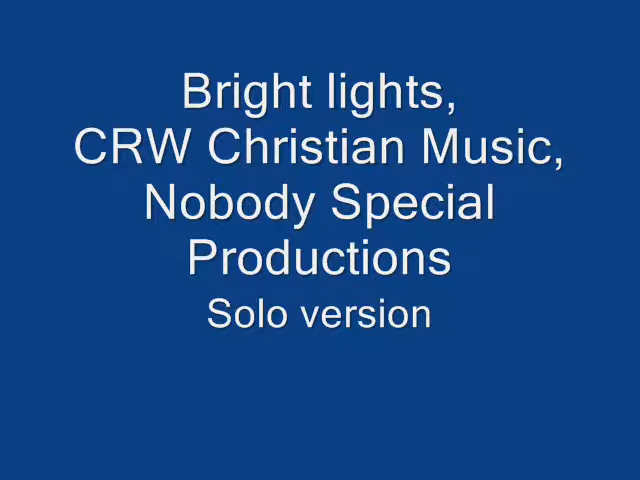 Bright lights,
CRW Christian Music,
Nobody Special
Productions
Solo version